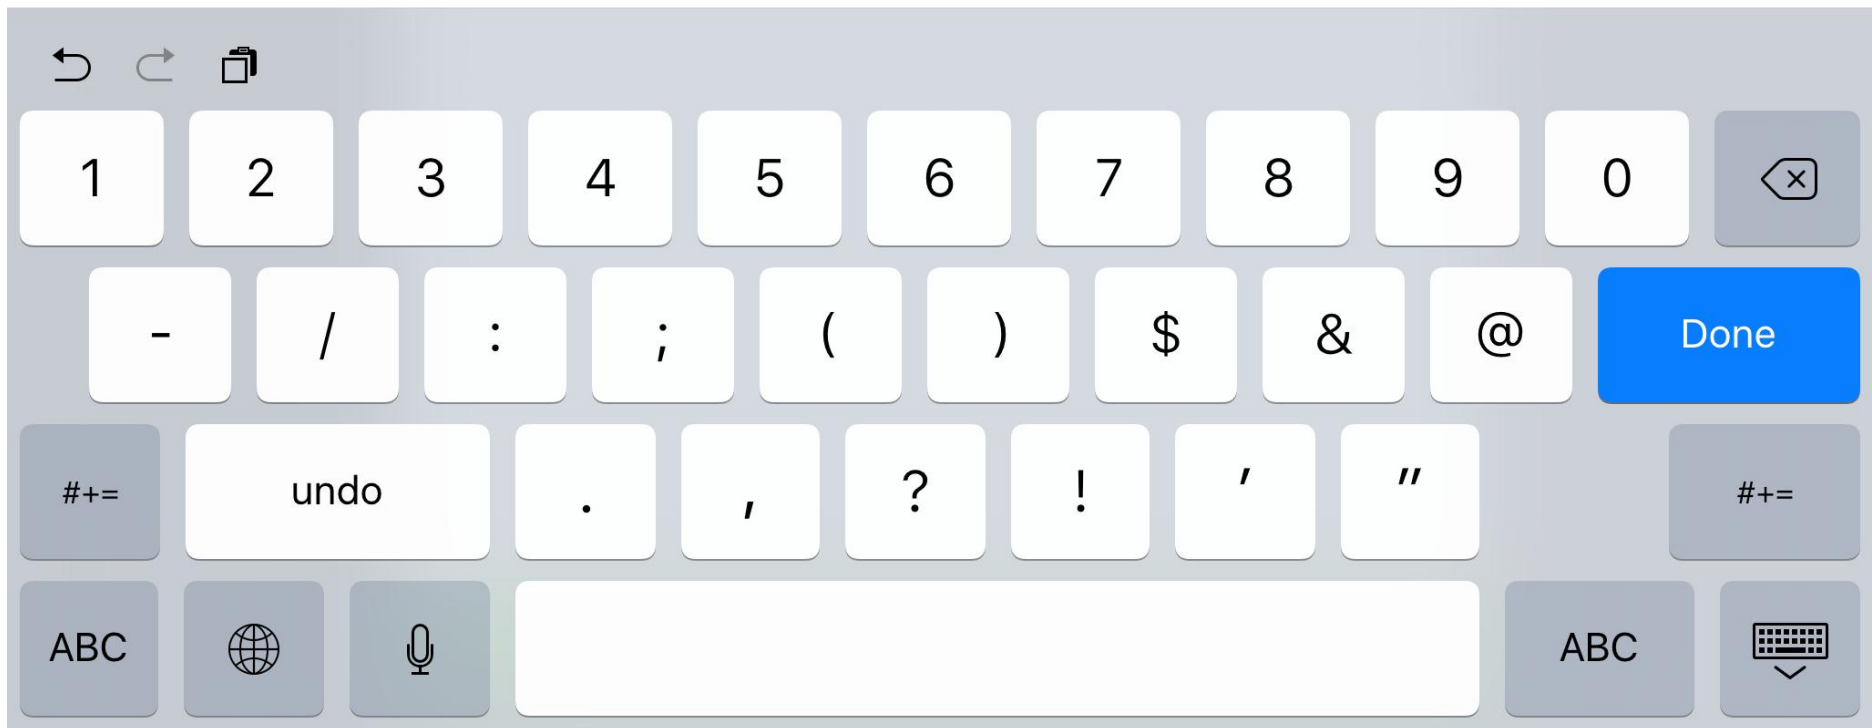 1 2 3 4 5 6 7 8 9 0
- / : ; ( ) $ & @ Done
#+= undo . , ? ! ' " #+=
ABC ABC